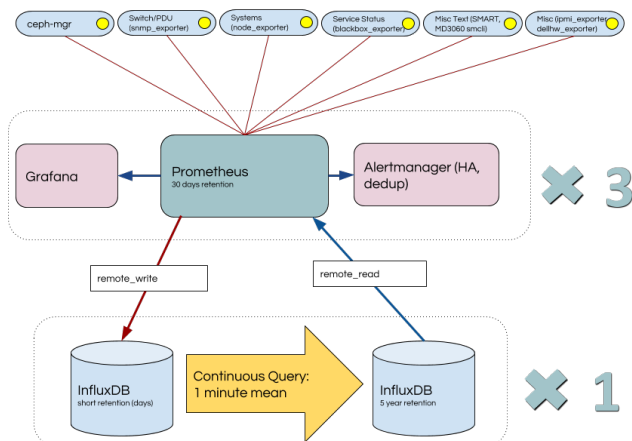 ceph-mgr
Switch/PDU
(snmp_exporter)
Systems
(node_exporter)
Service Status
(blackbox_exporter)
Misc Text (SMART,
MD3060 smcli)
Misc (ipmi_exporter,
dellhw_exporter)
Grafana
Prometheus
30 days retention
Alertmanager (HA,
dedup)
× 3
remote_write
remote_read
InfluxDB
short retention (days)
Continuous Query:
1 minute mean
InfluxDB
5 year retention
× 1